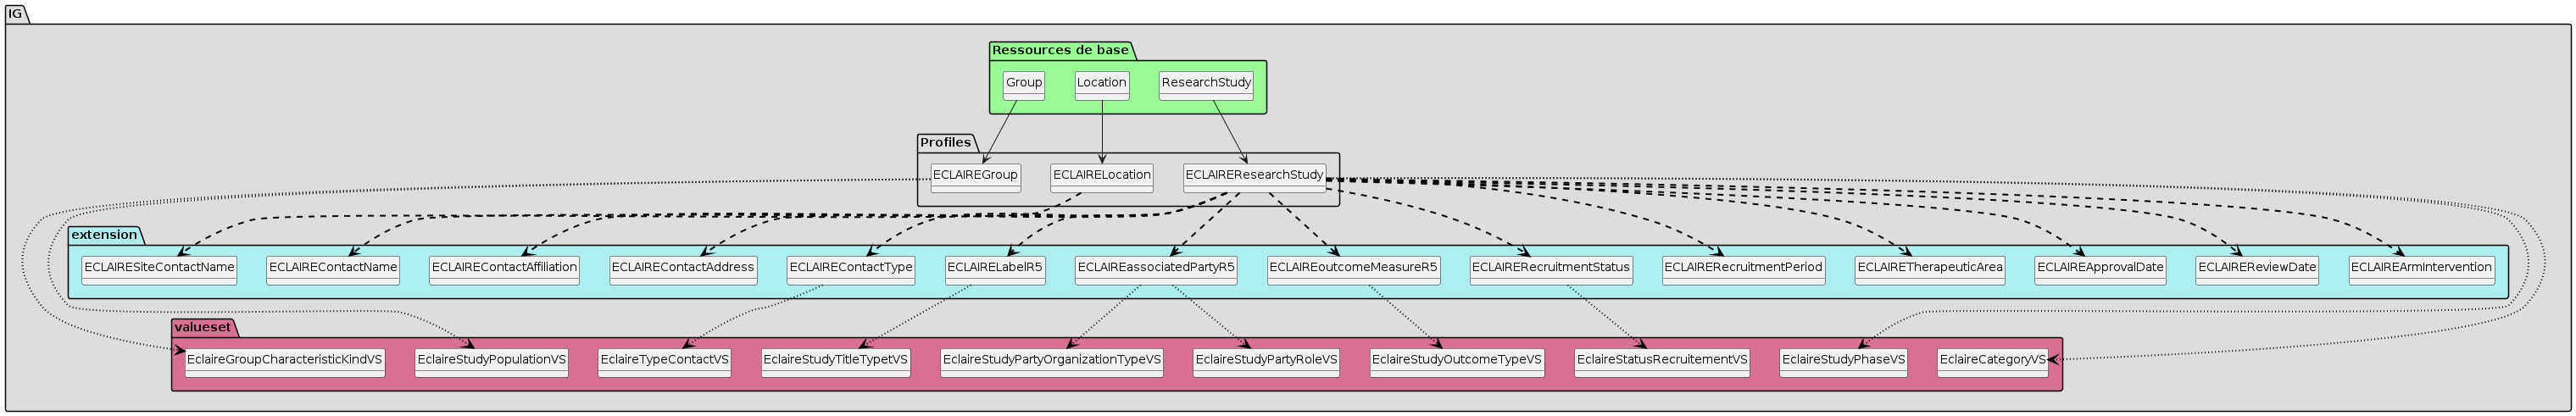 IG
Ressources de base
Group
Location
ResearchStudy
Profiles
ECLAIREGroup
ECLAIRELocation
ECLAIREResearchStudy
extension
ECLAIRESiteContactName
ECLAIREContactName
ECLAIREContactAffiliation
ECLAIREContactAddress
ECLAIREContactType
ECLAIRELabelR5
ECLAIREassociatedPartyR5
ECLAIREoutcomeMeasureR5
ECLAIRERecruitmentStatus
ECLAIRERecruitmentPeriod
ECLAIRETherapeuticArea
ECLAIREApprovalDate
ECLAIREReviewDate
ECLAIREArmIntervention
valueset
EclaireGroupCharacteristicKindVS
EclaireStudyPopulationVS
EclaireTypeContactVS
EclaireStudyTitleTypetVS
EclaireStudyPartyOrganizationTypeVS
EclaireStudyPartyRoleVS
EclaireStudyOutcomeTypeVS
EclaireStatusRecruitementVS
EclaireStudyPhaseVS
EclaireCategoryVS